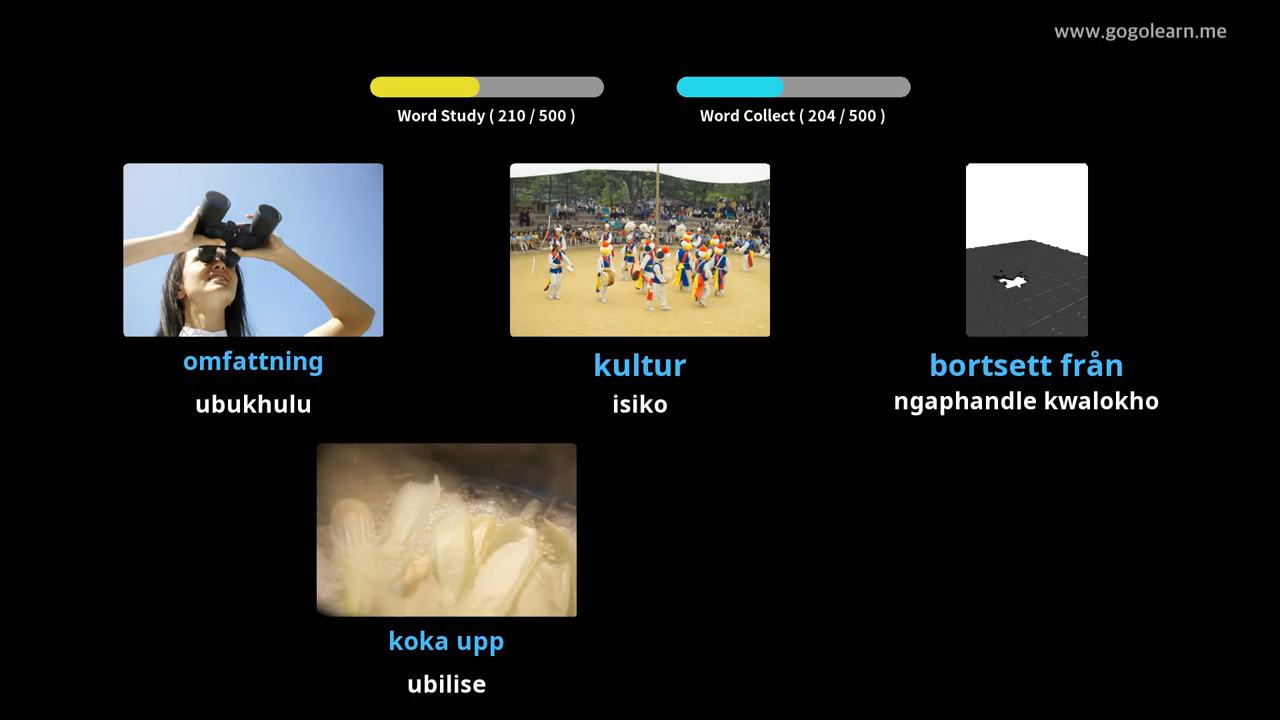 www.gogolearn.me
Word Study ( 210 / 500 )
Word Collect ( 204 / 500 )
omfattning
ubukhulu
kultur
isiko
bortsett från
ngaphandle kwalokho
koka upp
ubilise